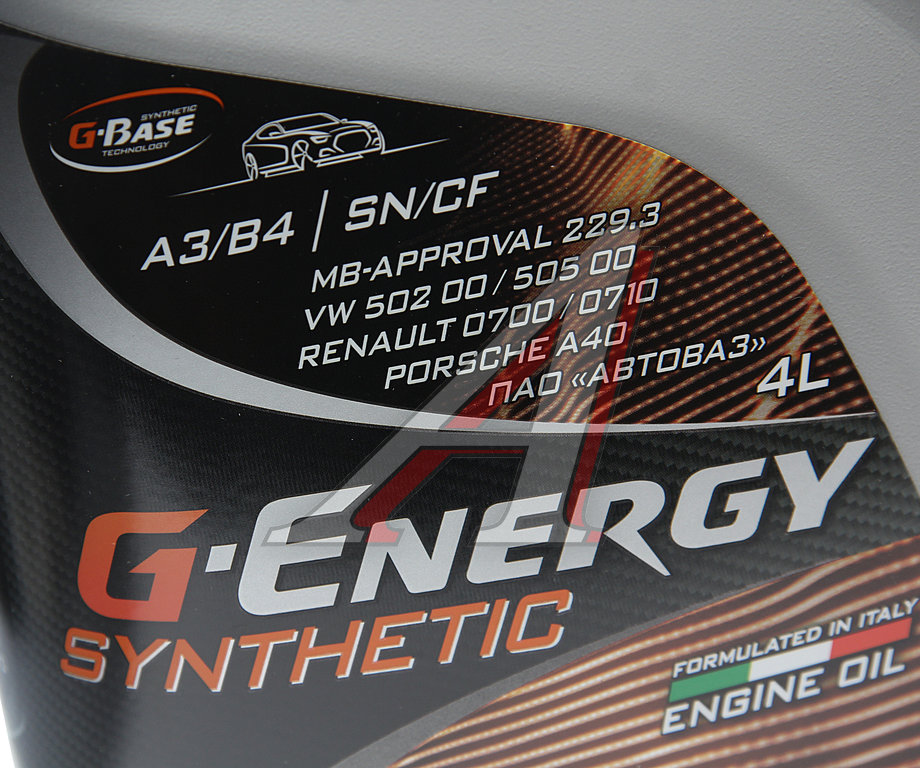 SYNTHETIC
G-BASE
TECHNOLOGY
A3/B4 | SN/CF
MB-APPROVAL 229.3
VW 502 00 / 505 00
RENAULT 0700 / 0710
PORSCHE A40
ПАО «АВТОВАЗ»
4L
G-ENERGY
SYNTHETIC
FORMULATED IN ITALY
ENGINE OIL